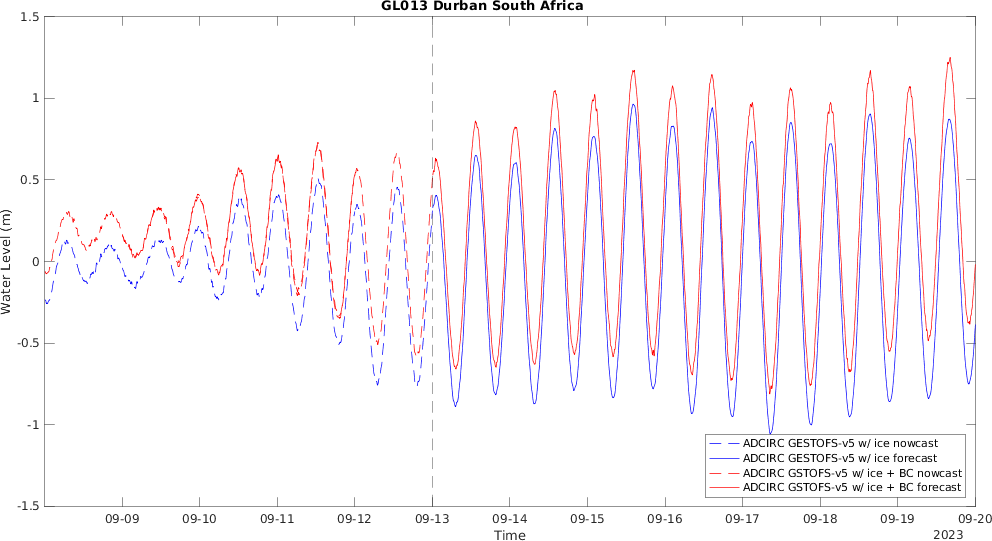 GL013 Durban South Africa
1.5
1
0.5
0
-0.5
-1
-1.5
Water Level (m)
ADCIRC GESTOFS-v5 w/ ice nowcast
ADCIRC GESTOFS-v5 w/ ice forecast
ADCIRC GSTOFS-v5 w/ ice + BC nowcast
ADCIRC GSTOFS-v5 w/ ice + BC forecast
09-09 09-10 09-11 09-12 09-13 09-14 09-15 09-16 09-17 09-18 09-19 09-20
Time
2023